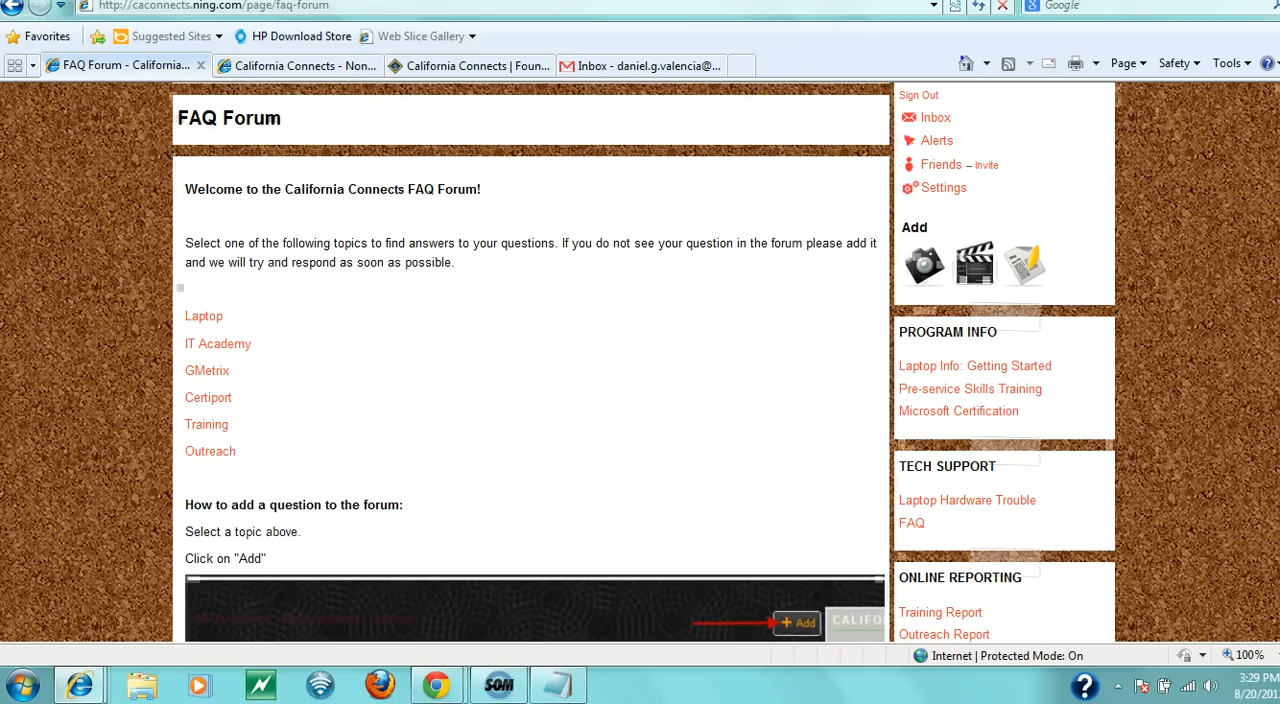 http://caconnects.ning.com/page/faq-forum
Google
Favorites
Suggested Sites
HP Download Store
Web Slice Gallery
FAQ Forum - California...
California Connects - Non...
California Connects | Foun...
Inbox - daniel.g.valencia@...
Page
Safety
Tools
FAQ Forum
Welcome to the California Connects FAQ Forum!
Select one of the following topics to find answers to your questions. If you do not see your question in the forum please add it
and we will try and respond as soon as possible.
Laptop
IT Academy
GMetrix
Certiport
Training
Outreach
How to add a question to the forum:
Select a topic above.
Click on "Add"
+ Add
CALIFO
Sign Out
Inbox
Alerts
Friends – Invite
Settings
Add
PROGRAM INFO
Laptop Info: Getting Started
Pre-service Skills Training
Microsoft Certification
TECH SUPPORT
Laptop Hardware Trouble
FAQ
ONLINE REPORTING
Training Report
Outreach Report
Internet | Protected Mode: On
100%
SOM
3:29 PM
8/20/201